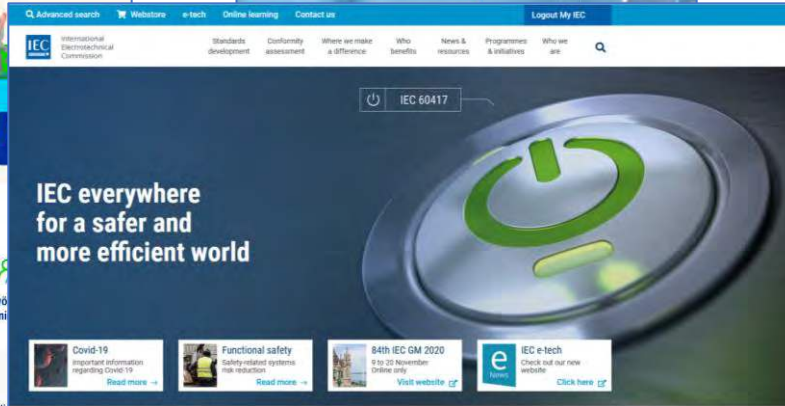 Advanced search Webstore e-tech Online learning Contact us Logout My IEC
IEC
International
Electrotechnical
Commission
Standards
development
Conformity
assessment
Where we make
a difference
Who
benefits
News &
resources
Programmes
& initiatives
Who we
are
IEC 60417
IEC everywhere
for a safer and
more efficient world
Covid-19
Important information
regarding Covid-19
Read more →
Functional safety
Safety-related systems
risk reduction
Read more →
84th IEC GM 2020
9 to 20 November
Online only
Visit website
e
News
IEC e-tech
Check out our new
website
Click here